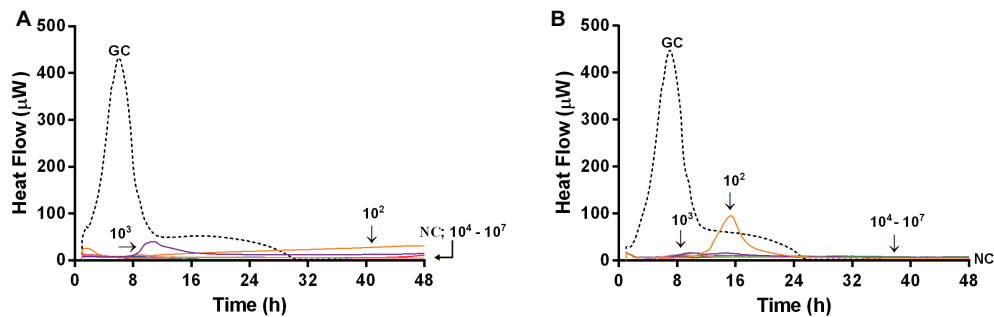 A
500
400
300
200
100
0
Heat Flow (μW)
GC
10³
10²
NC; 10⁴ - 10⁷
0 8 16 24 32 40 48
Time (h)
B
500
400
300
200
100
0
Heat Flow (μW)
GC
10³
10²
10⁴ - 10⁷
NC
0 8 16 24 32 40 48
Time (h)